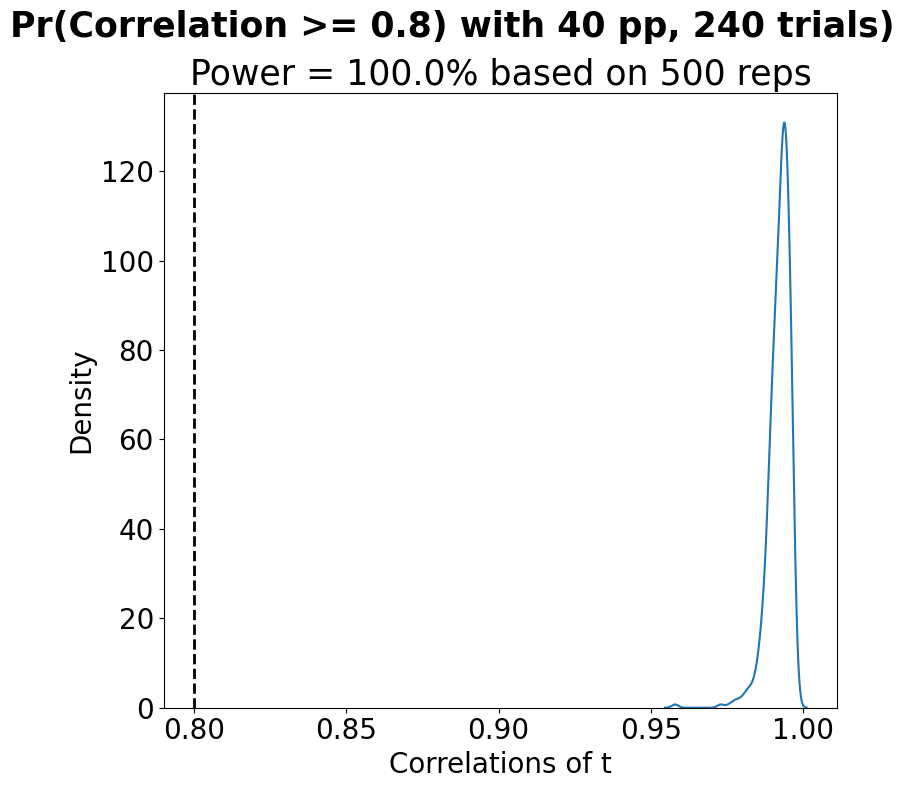 Pr(Correlation >= 0.8) with 40 pp, 240 trials)
Power = 100.0% based on 500 reps
120
100
80
60
40
20
0
Density
0.80 0.85 0.90 0.95 1.00
Correlations of t